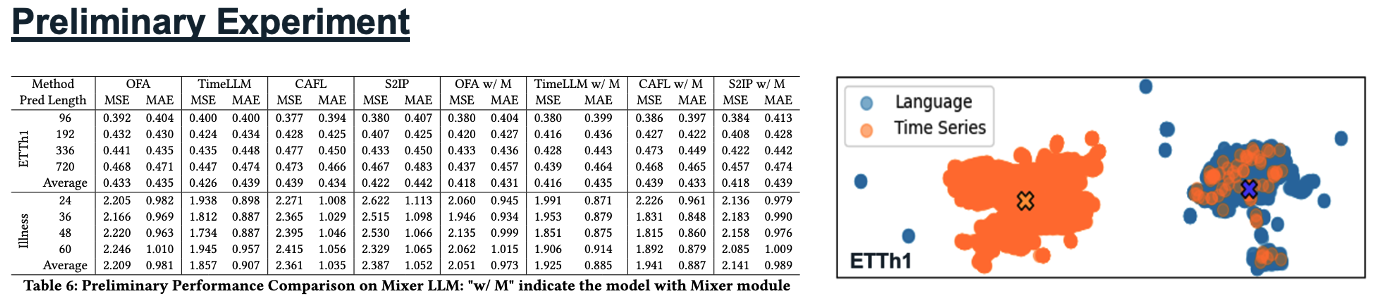 Preliminary Experiment
Method OFA TimeLLM CAFL S2IP OFA w/ M TimeLLM w/ M CAFL w/ M S2IP w/ M
Pred Length MSE MAE MSE MAE MSE MAE MSE MAE MSE MAE MSE MAE MSE MAE MSE MAE
ETTh1
96 0.392 0.404 0.400 0.400 0.377 0.394 0.380 0.407 0.380 0.404 0.380 0.399 0.386 0.397 0.384 0.413
192 0.432 0.430 0.424 0.434 0.428 0.425 0.407 0.425 0.420 0.427 0.416 0.436 0.427 0.422 0.408 0.428
336 0.441 0.435 0.435 0.448 0.477 0.450 0.433 0.450 0.433 0.436 0.428 0.443 0.473 0.449 0.422 0.442
720 0.468 0.471 0.447 0.474 0.473 0.466 0.467 0.483 0.437 0.457 0.439 0.464 0.468 0.465 0.457 0.474
Average 0.433 0.435 0.426 0.439 0.439 0.434 0.422 0.442 0.418 0.431 0.416 0.435 0.439 0.433 0.418 0.439
Illness
24 2.205 0.982 1.938 0.898 2.271 1.008 2.622 1.113 2.060 0.945 1.991 0.871 2.226 0.961 2.136 0.979
36 2.166 0.969 1.812 0.887 2.365 1.029 2.515 1.098 1.946 0.934 1.953 0.879 1.831 0.848 2.183 0.990
48 2.220 0.963 1.734 0.887 2.395 1.046 2.530 1.066 2.135 0.999 1.851 0.875 1.815 0.860 2.158 0.976
60 2.246 1.010 1.945 0.957 2.415 1.056 2.329 1.065 2.062 1.015 1.906 0.914 1.892 0.879 2.085 1.009
Average 2.209 0.981 1.857 0.907 2.361 1.035 2.387 1.052 2.051 0.973 1.925 0.885 1.941 0.887 2.141 0.989
Table 6: Preliminary Performance Comparison on Mixer LLM: "w/ M" indicate the model with Mixer module
Language
Time Series
ETTh1